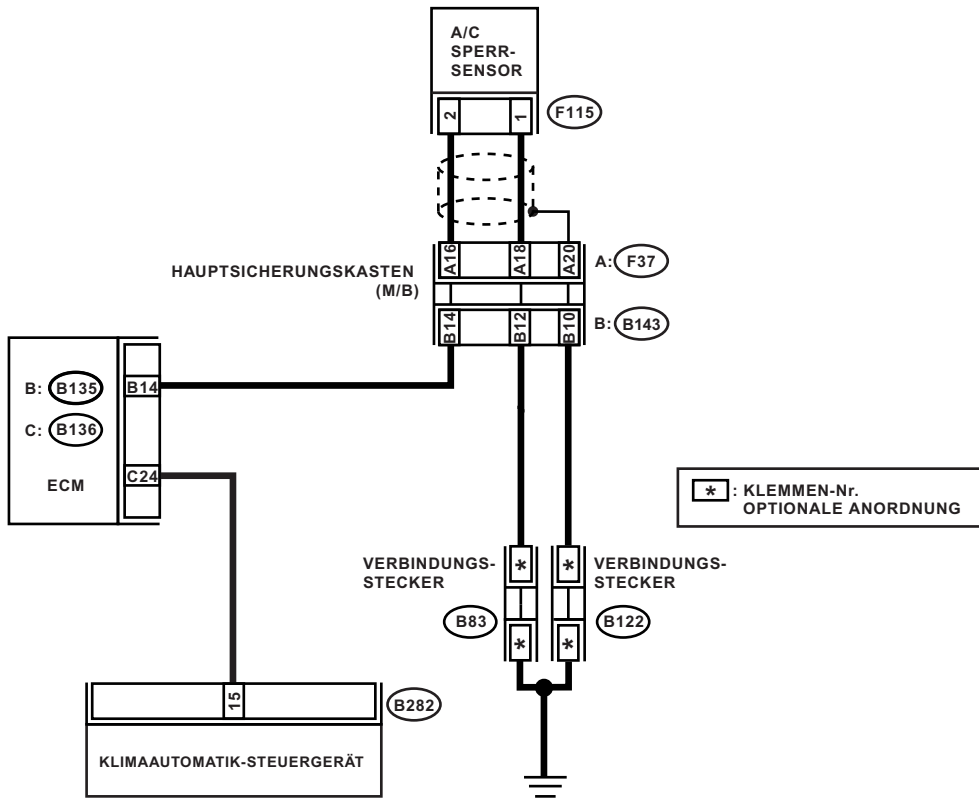 A/C
SPERR-
SENSOR
2
1
F115
HAUPTSICHERUNGSKASTEN
(M/B)
A16
A18
A20
A: F37
B14
B12
B10
B: B143
B: B135
B14
C: B136
C24
ECM
* : KLEMMEN-Nr.
OPTIONALE ANORDNUNG
VERBINDUNGS-
STECKER
*
*
VERBINDUNGS-
STECKER
B83
*
*
B122
15
B282
KLIMAAUTOMATIK-STEUERGERÄT